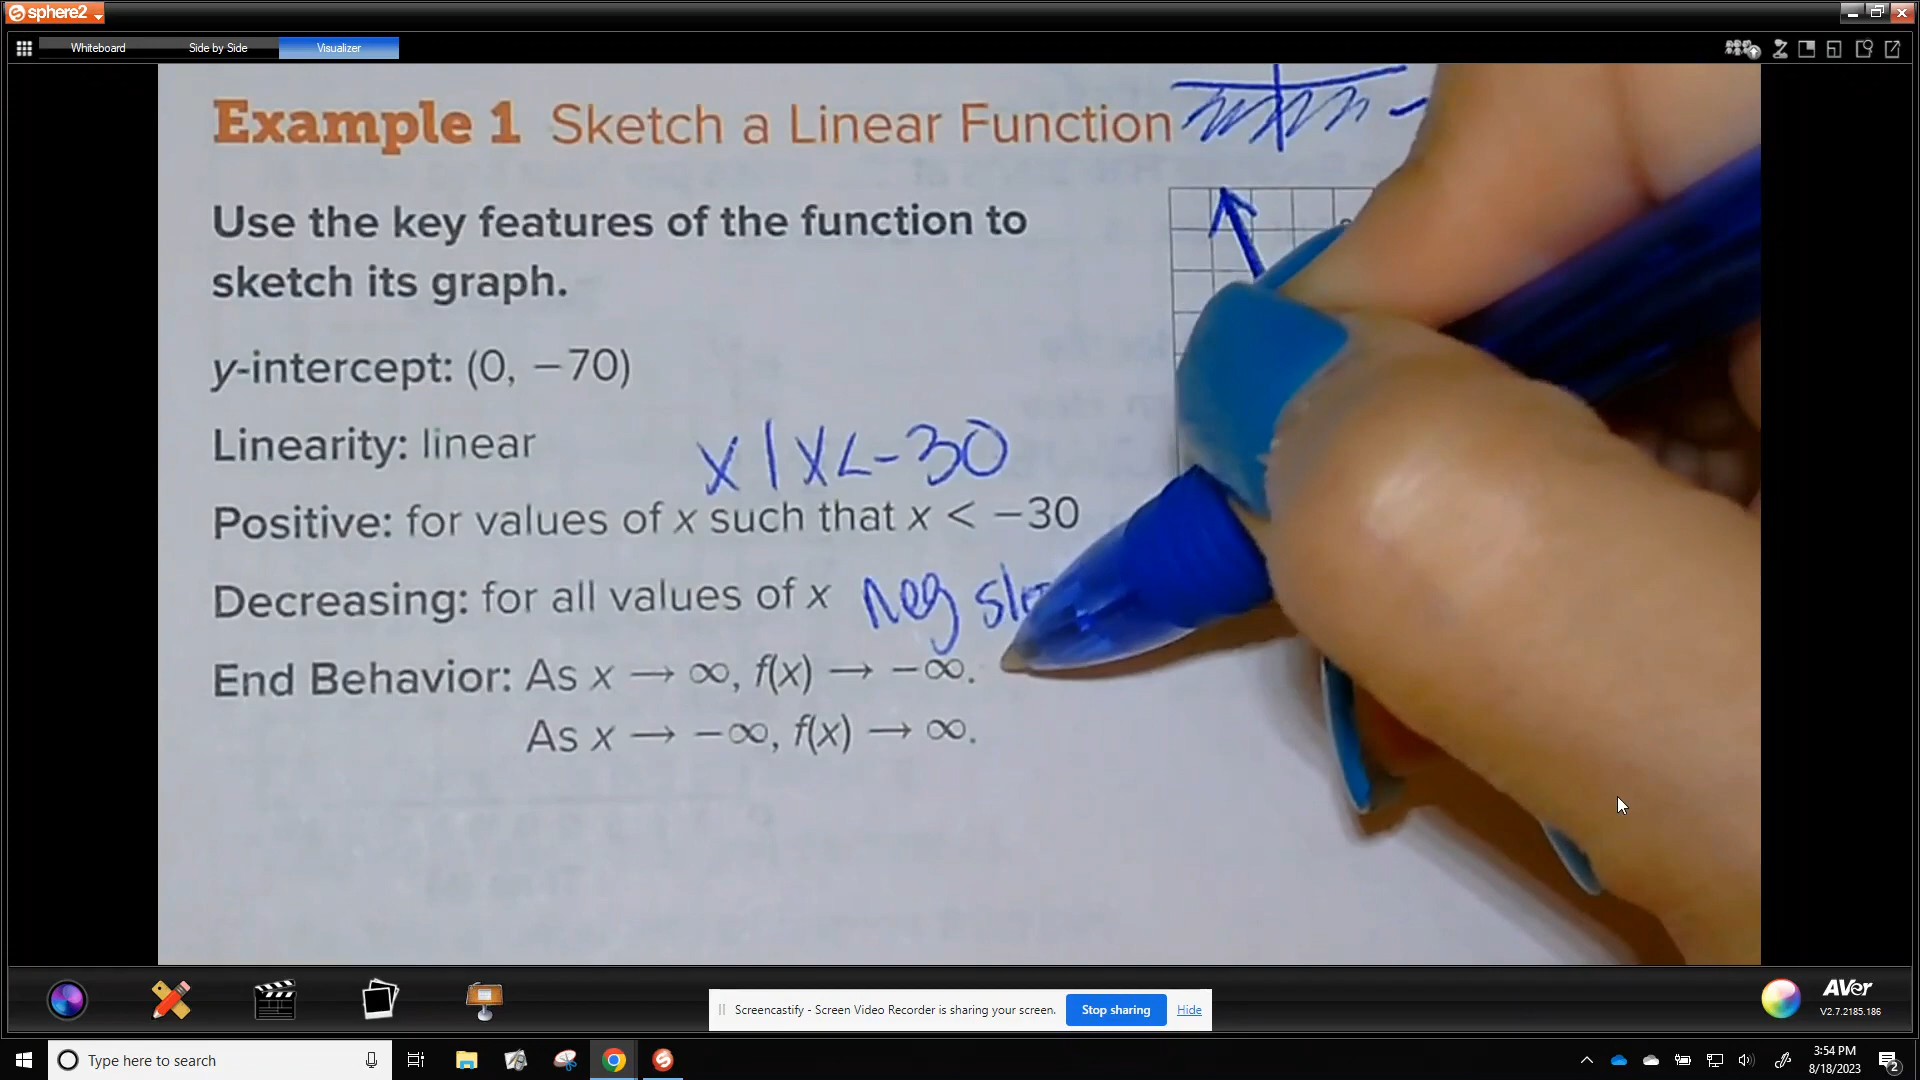 sphere2
Whiteboard Side by Side Visualizer
Example 1 Sketch a Linear Function
Use the key features of the function to
sketch its graph.
y-intercept: (0, −70)
Linearity: linear
x | x<-30
Positive: for values of x such that x < −30
Decreasing: for all values of x neg
End Behavior: As x → ∞, f(x) → −∞.
As x → −∞, f(x) → ∞.
Screencastify - Screen Video Recorder is sharing your screen. Stop sharing Hide
AVer
V2.7.2185.186
Type here to search
3:54 PM
8/18/2023
2